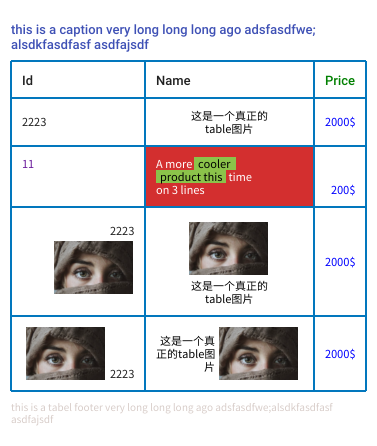 this is a caption very long long long ago adsfasdfwe;
alsdkfasdfasf asdfajsdf
Id Name Price
2223 这是一个真正的
table图片 2000$
11 A more cooler
product this time
on 3 lines 200$
2223
这是一个真正的
table图片 2000$
这是一个真
正的table图
片
2223 2000$
this is a tabel footer very long long long ago adsfasdfwe;alsdkfasdfasf
asdfajsdf